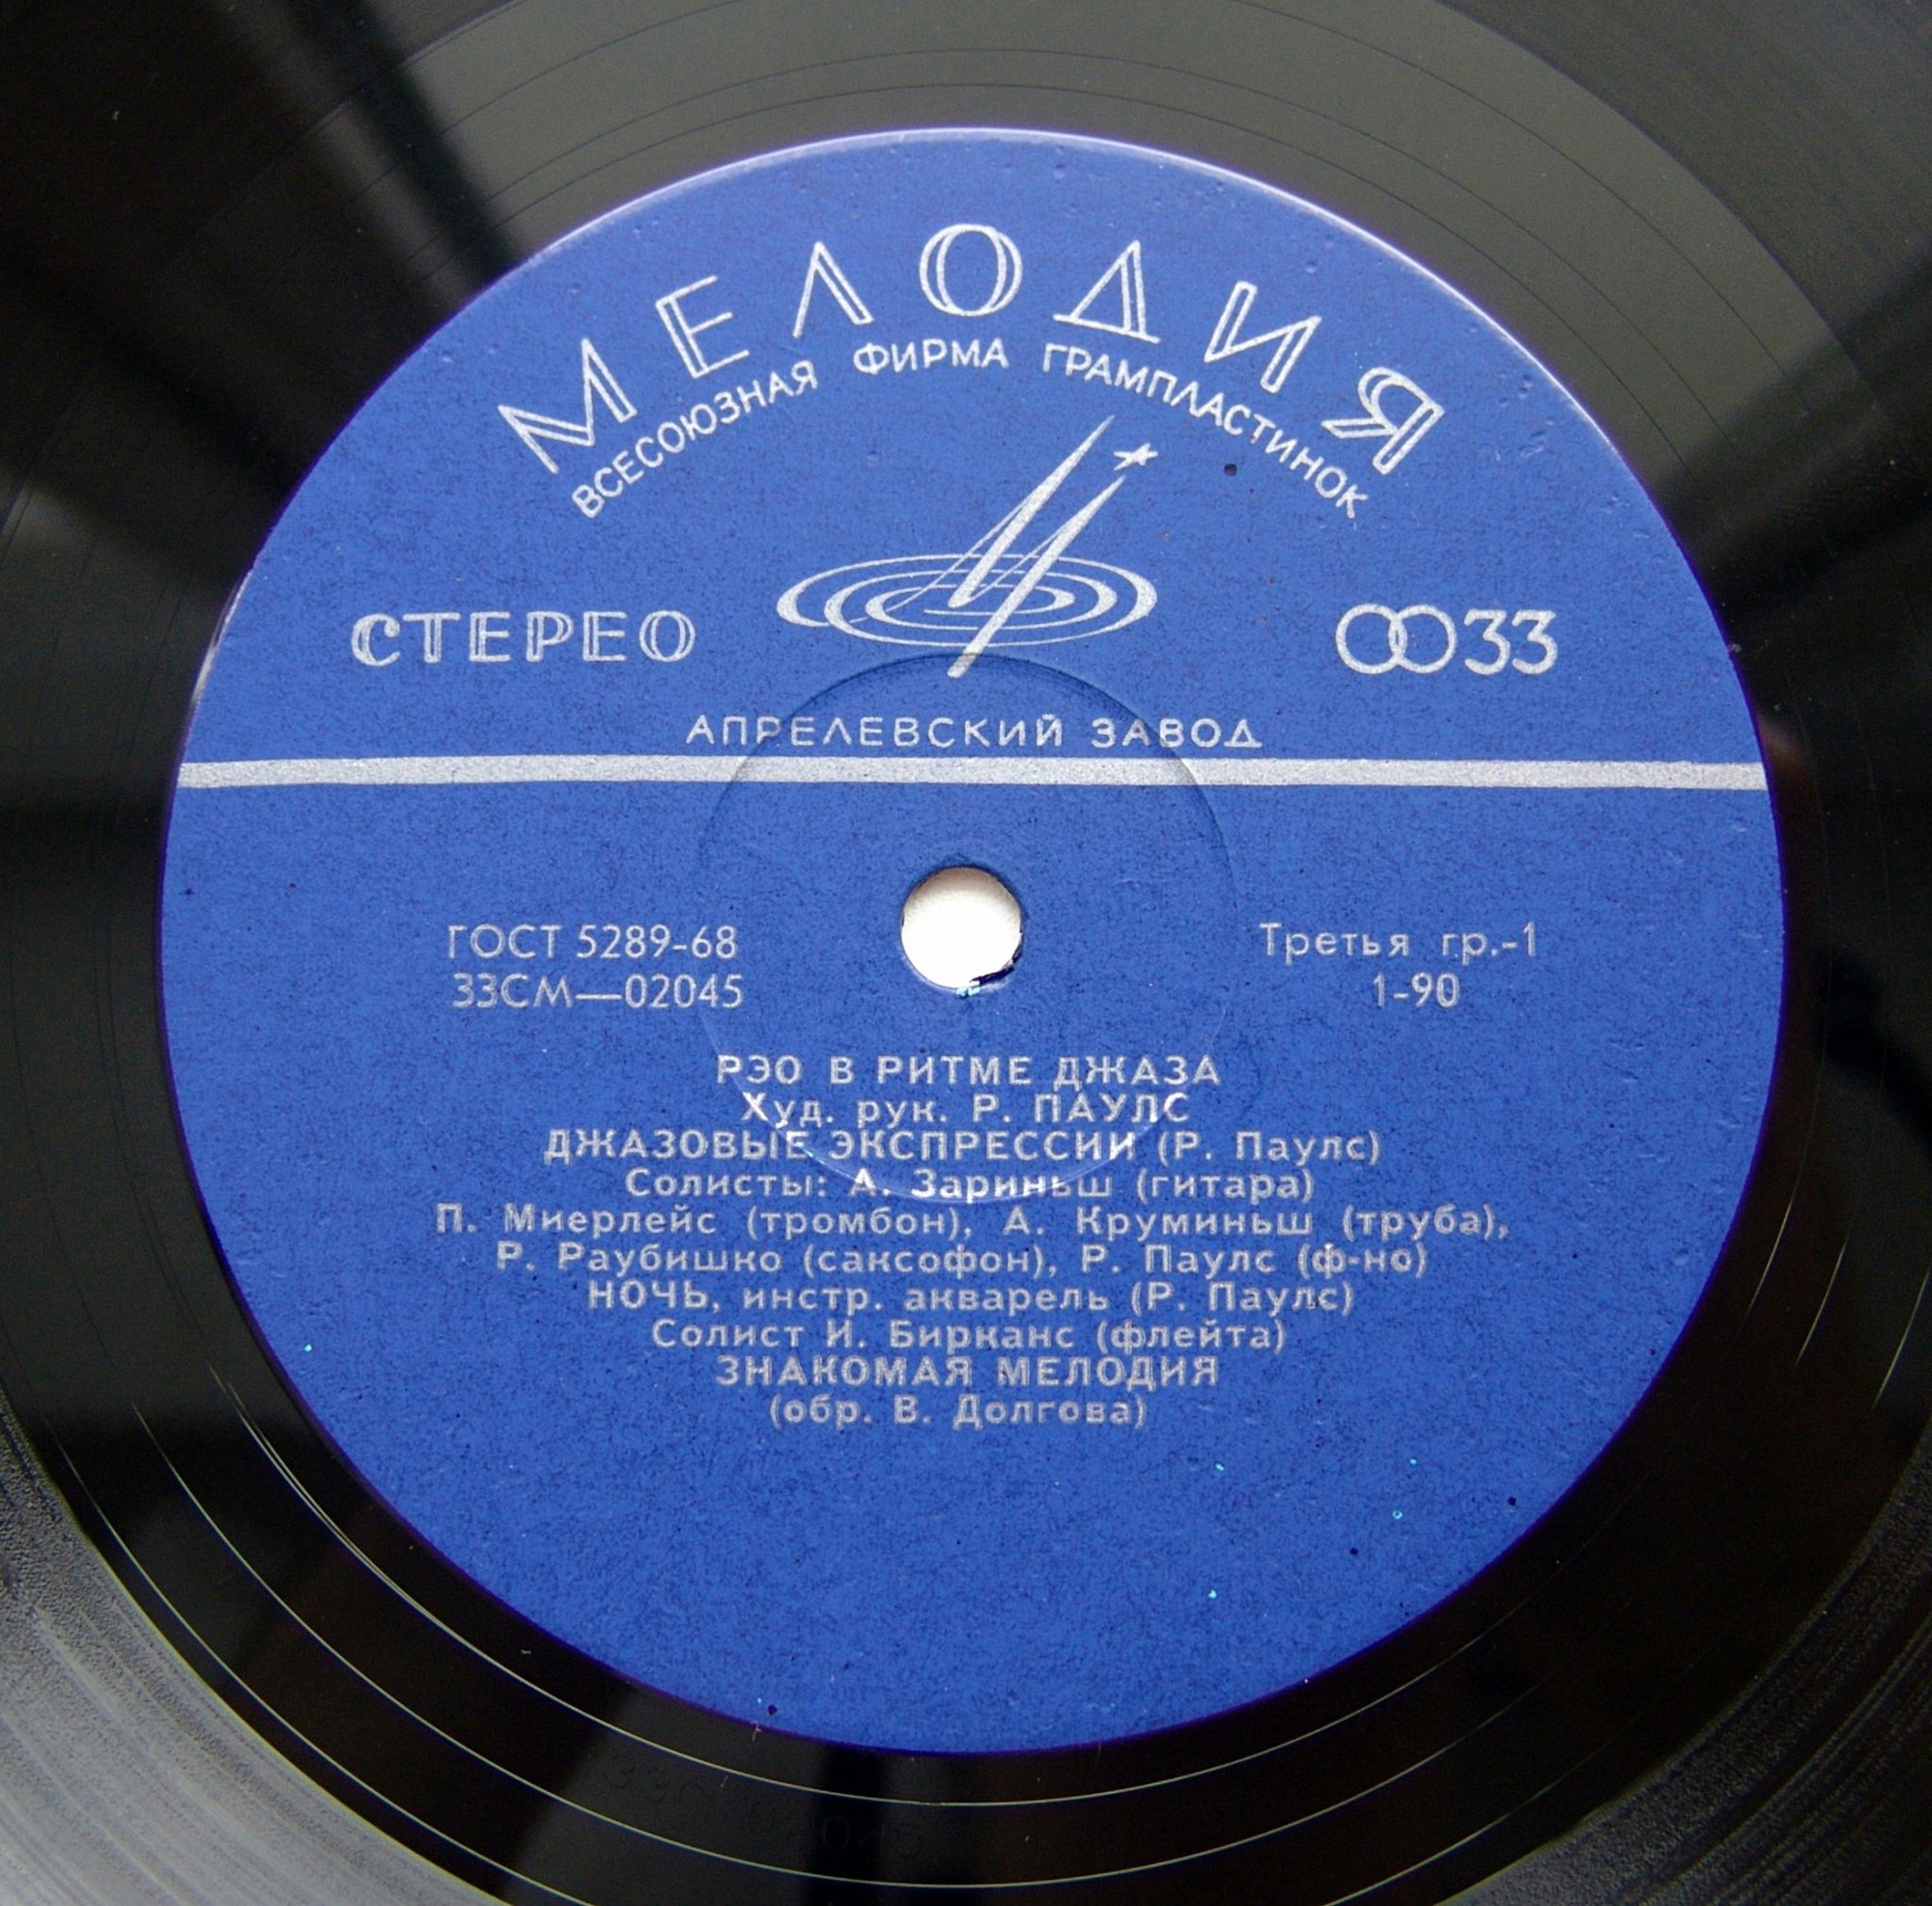 МЕЛОДИЯ
ВСЕСОЮЗНАЯ ФИРМА ГРАМПЛАСТИНОК
СТЕРЕО
33
АПРЕЛЕВСКИЙ ЗАВОД
ГОСТ 5289-68
33СМ—02045
Третья гр.-1
1-90
РЭО В РИТМЕ ДЖАЗА
Худ. рук. Р. ПАУЛС
ДЖАЗОВЫЕ ЭКСПРЕССИИ (Р. Паулс)
Солисты: А. Зариньш (гитара)
П. Миерлейс (тромбон), А. Круминьш (труба),
Р. Раубишко (саксофон), Р. Паулс (ф-но)
НОЧЬ, инстр. акварель (Р. Паулс)
Солист И. Бирканс (флейта)
ЗНАКОМАЯ МЕЛОДИЯ
(обр. В. Долгова)